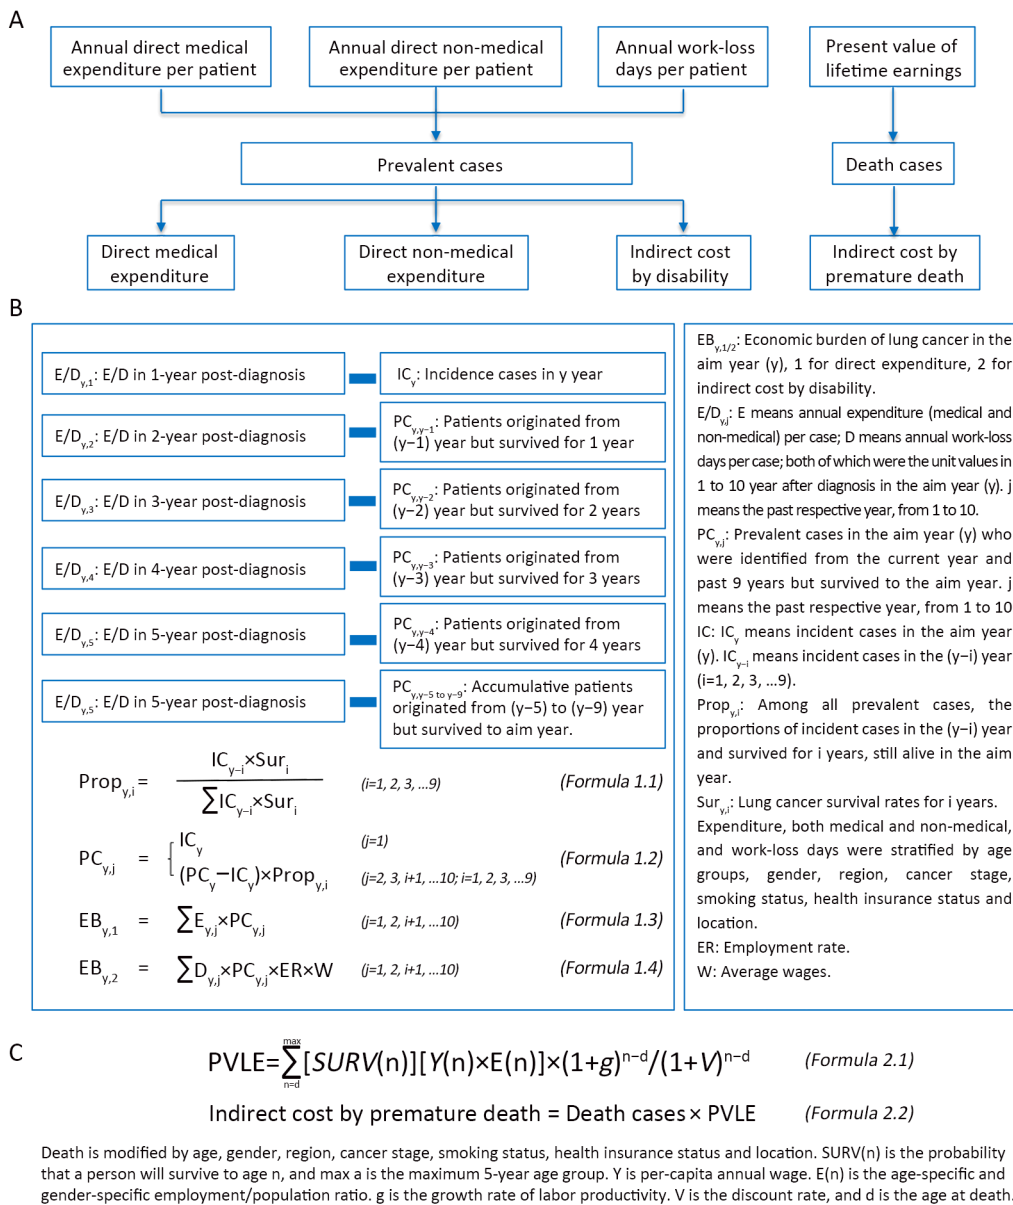 A
Annual direct medical
expenditure per patient
Annual direct non-medical
expenditure per patient
Annual work-loss
days per patient
Present value of
lifetime earnings
Prevalent cases
Death cases
Direct medical
expenditure
Direct non-medical
expenditure
Indirect cost
by disability
Indirect cost by
premature death
B
E/Dy,1: E/D in 1-year post-diagnosis
ICy: Incidence cases in y year
E/Dy,2: E/D in 2-year post-diagnosis
PCy,y−1: Patients originated from
(y−1) year but survived for 1 year
E/Dy,3: E/D in 3-year post-diagnosis
PCy,y−2: Patients originated from
(y−2) year but survived for 2 years
E/Dy,4: E/D in 4-year post-diagnosis
PCy,y−3: Patients originated from
(y−3) year but survived for 3 years
E/Dy,5: E/D in 5-year post-diagnosis
PCy,y−4: Patients originated from
(y−4) year but survived for 4 years
E/Dy,5: E/D in 5-year post-diagnosis
PCy,y−5 to y−9: Accumulative patients
originated from (y−5) to (y−9) year
but survived to aim year.
Propy,i= ICy−i×Suri / ∑ICy−i×Suri (i=1, 2, 3, ...9) (Formula 1.1)
PCy,j = { ICy (j=1)
(PCy−ICy)×Propy,i (j=2, 3, i+1, ...10; i=1, 2, 3, ...9) (Formula 1.2)
EBy,1 = ∑Ey,j×PCy,j (j=1, 2, i+1, ...10) (Formula 1.3)
EBy,2 = ∑Dy,j×PCy,j×ER×W (j=1, 2, i+1, ...10) (Formula 1.4)
EBy,1/2: Economic burden of lung cancer in the
aim year (y), 1 for direct expenditure, 2 for
indirect cost by disability.
E/Dy,j: E means annual expenditure (medical and
non-medical) per case; D means annual work-loss
days per case; both of which were the unit values in
1 to 10 year after diagnosis in the aim year (y). j
means the past respective year, from 1 to 10.
PCy,j: Prevalent cases in the aim year (y) who
were identified from the current year and
past 9 years but survived to the aim year. j
means the past respective year, from 1 to 10
IC: ICy means incident cases in the aim year
(y). ICy−i means incident cases in the (y−i) year
(i=1, 2, 3, ...9).
Propy,i: Among all prevalent cases, the
proportions of incident cases in the (y−i) year
and survived for i years, still alive in the aim
year.
Sury,i: Lung cancer survival rates for i years.
Expenditure, both medical and non-medical,
and work-loss days were stratified by age
groups, gender, region, cancer stage,
smoking status, health insurance status and
location.
ER: Employment rate.
W: Average wages.
C
PVLE=∑ max n=d [SURV(n)][Y(n)×E(n)]×(1+g)^n−d/(1+V)^n−d (Formula 2.1)
Indirect cost by premature death = Death cases × PVLE (Formula 2.2)
Death is modified by age, gender, region, cancer stage, smoking status, health insurance status and location. SURV(n) is the probability
that a person will survive to age n, and max a is the maximum 5-year age group. Y is per-capita annual wage. E(n) is the age-specific and
gender-specific employment/population ratio. g is the growth rate of labor productivity. V is the discount rate, and d is the age at death.